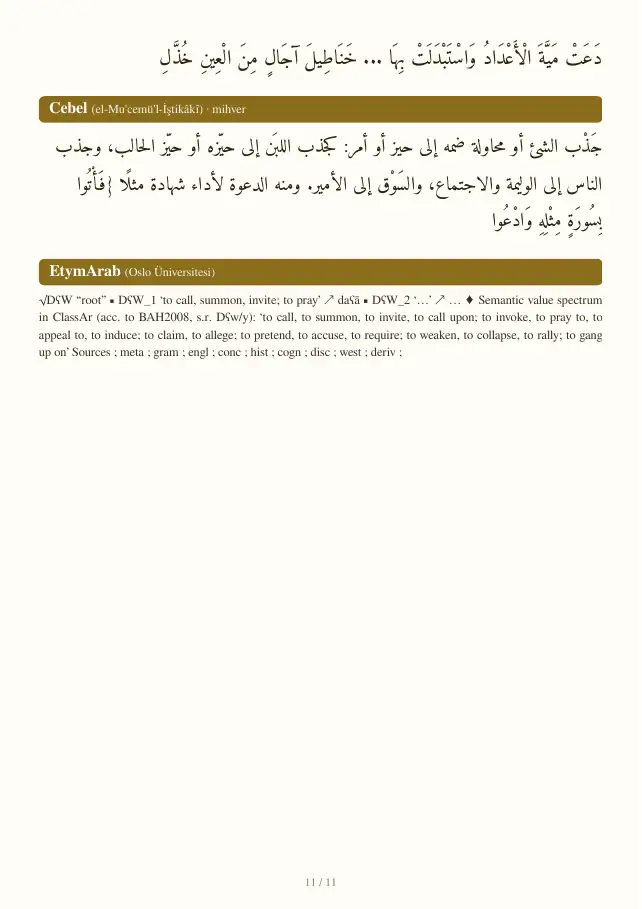 دَعَتْ مَيَّةَ الْأَعْدَادُ وَاسْتَبْدَلَتْ بِهَا ... خَنَاطِيلَ آجَالٍ مِنَ الْعِينِ خُذَّلِ
Cebel (el-Mu'cemü'l-İştikâkî) · mihver
جَذْب الشئ أو محاولة ضمه إلى حيز أو أمر: كجذب اللبَن إلى حيّزه أو حيّز الحالب، وجذب
الناس إلى الوليمة والاجتماع، والسَوْق إلى الأمير. ومنه الدعوة لأداء شهادة مثلًا {فَأْتُوا
بِسُورَةٍ مِثْلِهِ وَادْعُوا
EtymArab (Oslo Üniversitesi)
√DʕW “root” ▪ DʕW_1 ‘to call, summon, invite; to pray’ ↗ daʕā ▪ DʕW_2 ‘…’ ↗ … ♦ Semantic value spectrum
in ClassAr (acc. to BAH2008, s.r. Dʕw/y): ‘to call, to summon, to invite, to call upon; to invoke, to pray to, to
appeal to, to induce; to claim, to allege; to pretend, to accuse, to require; to weaken, to collapse, to rally; to gang
up on’ Sources ; meta ; gram ; engl ; conc ; hist ; cogn ; disc ; west ; deriv ;
11 / 11